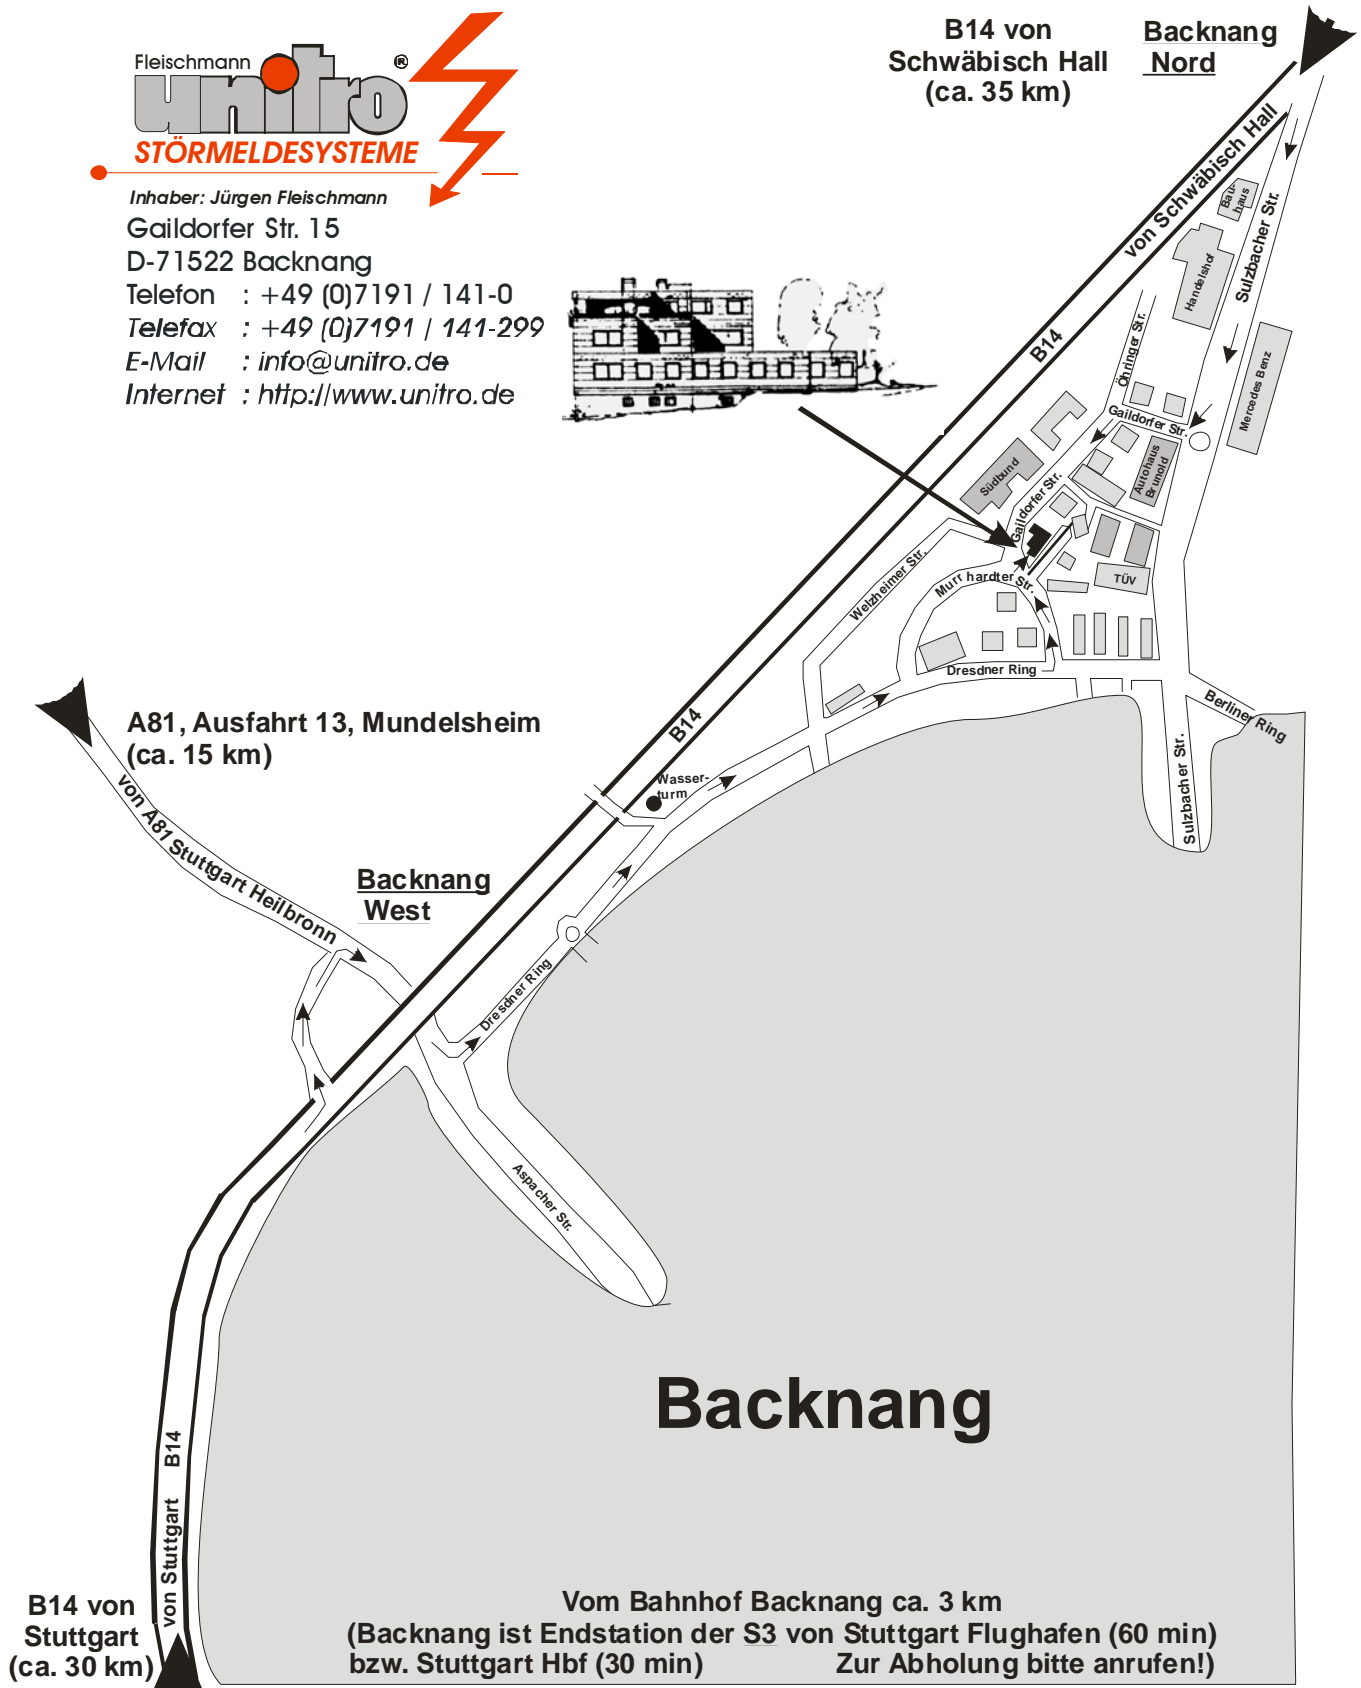 Fleischmann
unitro ®
STÖRMELDESYSTEME
Inhaber: Jürgen Fleischmann
Gaildorfer Str. 15
D-71522 Backnang
Telefon : +49 (0)7191 / 141-0
Telefax : +49 (0)7191 / 141-299
E-Mail : info@unitro.de
Internet : http://www.unitro.de
B14 von
Schwäbisch Hall
(ca. 35 km)
Backnang
Nord
von Schwäbisch Hall
Bau-
haus
Sulzbacher Str.
Handelshof
B14
Öhringer Str.
Mercedes Benz
Gaildorfer Str.
Südbund
Autohaus
Brunold
Gaildorfer Str.
Welzheimer Str.
Murrhardter Str.
TÜV
Dresdner Ring
Berliner Ring
Sulzbacher Str.
A81, Ausfahrt 13, Mundelsheim
(ca. 15 km)
B14
Wasser-
turm
von A81 Stuttgart Heilbronn
Backnang
West
Dresdner Ring
Aspacher Str.
Backnang
B14
von Stuttgart
B14 von
Stuttgart
(ca. 30 km)
Vom Bahnhof Backnang ca. 3 km
(Backnang ist Endstation der S3 von Stuttgart Flughafen (60 min)
bzw. Stuttgart Hbf (30 min) Zur Abholung bitte anrufen!)